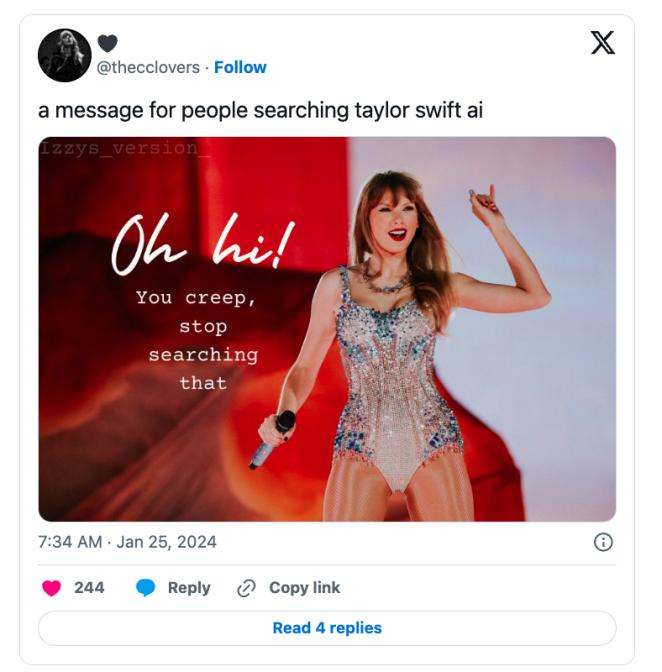 @thecclovers · Follow
a message for people searching taylor swift ai
Izzys_version_
Oh hi!
You creep,
stop
searching
that
7:34 AM · Jan 25, 2024
244 Reply Copy link
Read 4 replies